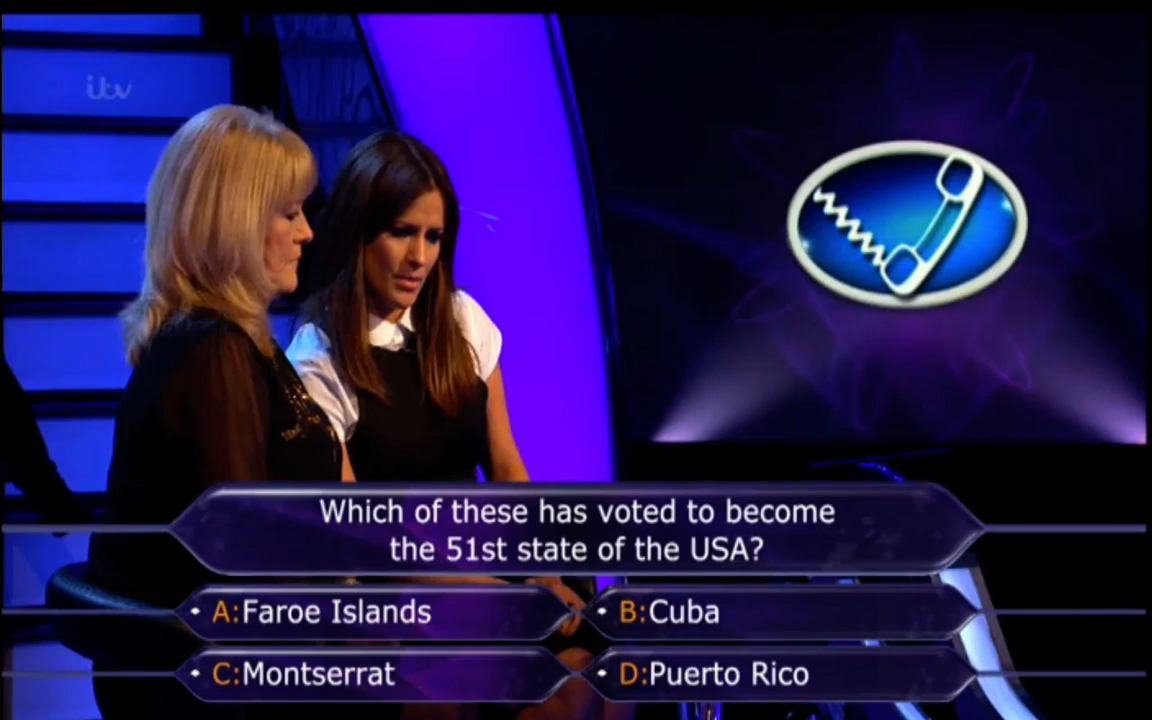 itv
Which of these has voted to become
the 51st state of the USA?
A:Faroe Islands
B:Cuba
C:Montserrat
D:Puerto Rico